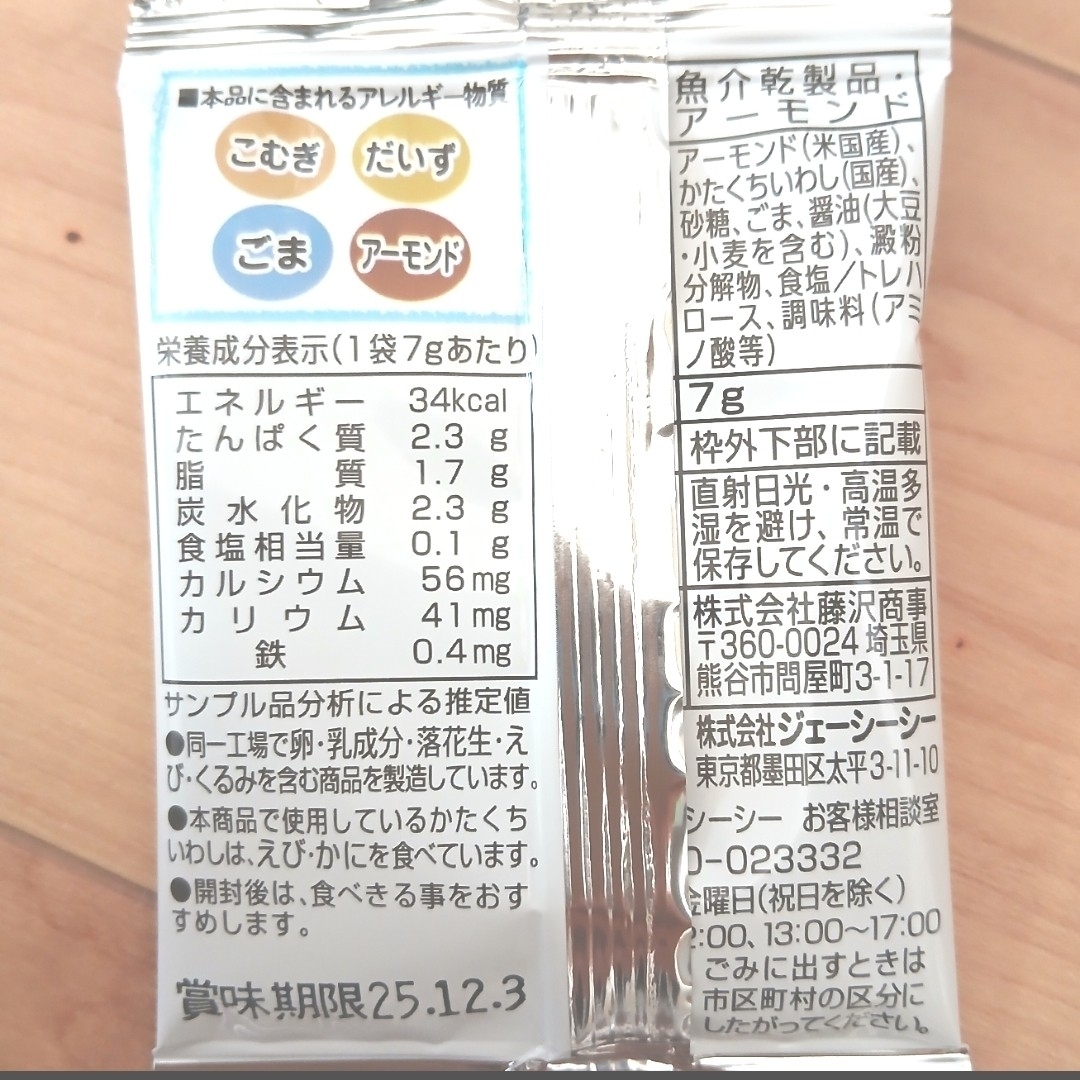 ■本品に含まれるアレルギー物質
こむぎ
だいず
ごま
アーモンド
栄養成分表示(1袋7gあたり)
エネルギー 34kcal
たんぱく質 2.3 g
脂質 1.7 g
炭水化物 2.3 g
食塩相当量 0.1 g
カルシウム 56mg
カリウム 41mg
鉄 0.4mg
サンプル品分析による推定値
●同一工場で卵・乳成分・落花生・え
び・くるみを含む商品を製造しています。
●本商品で使用しているかたくち
いわしは、えび・かにを食べています。
●開封後は、食べきる事をおす
すめします。
賞味期限25.12.3
魚介乾製品・
アーモンド
アーモンド(米国産)、
かたくちいわし(国産)、
砂糖、ごま、醤油(大豆
・小麦を含む)、澱粉
分解物、食塩/トレハ
ロース、調味料(アミ
ノ酸等)
7g
枠外下部に記載
直射日光・高温多
湿を避け、常温で
保存してください。
株式会社藤沢商事
〒360-0024 埼玉県
熊谷市問屋町3-1-17
株式会社ジェーシーシー
東京都墨田区太平3-11-10
シーシー お客様相談室
0-023332
金曜日(祝日を除く)
2:00、13:00〜17:00
ごみに出すときは
市区町村の区分に
したがってください。